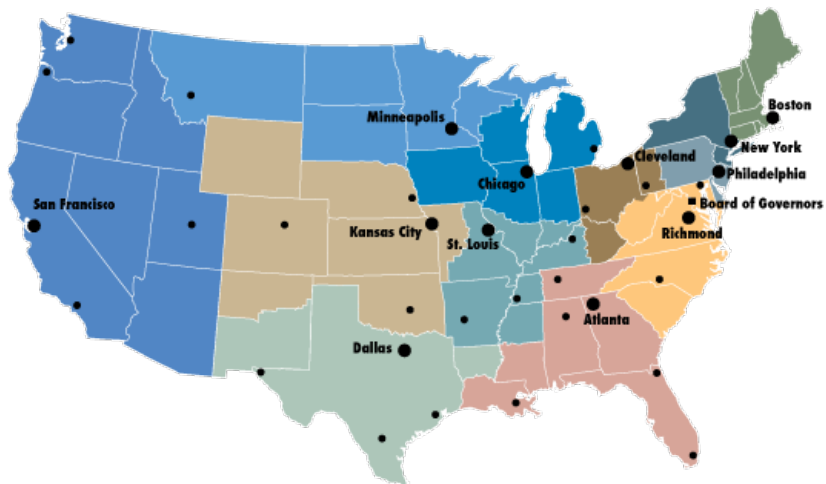 Boston
Minneapolis
New York
Cleveland
Philadelphia
Chicago
San Francisco
Board of Governors
Kansas City
St. Louis
Richmond
Atlanta
Dallas